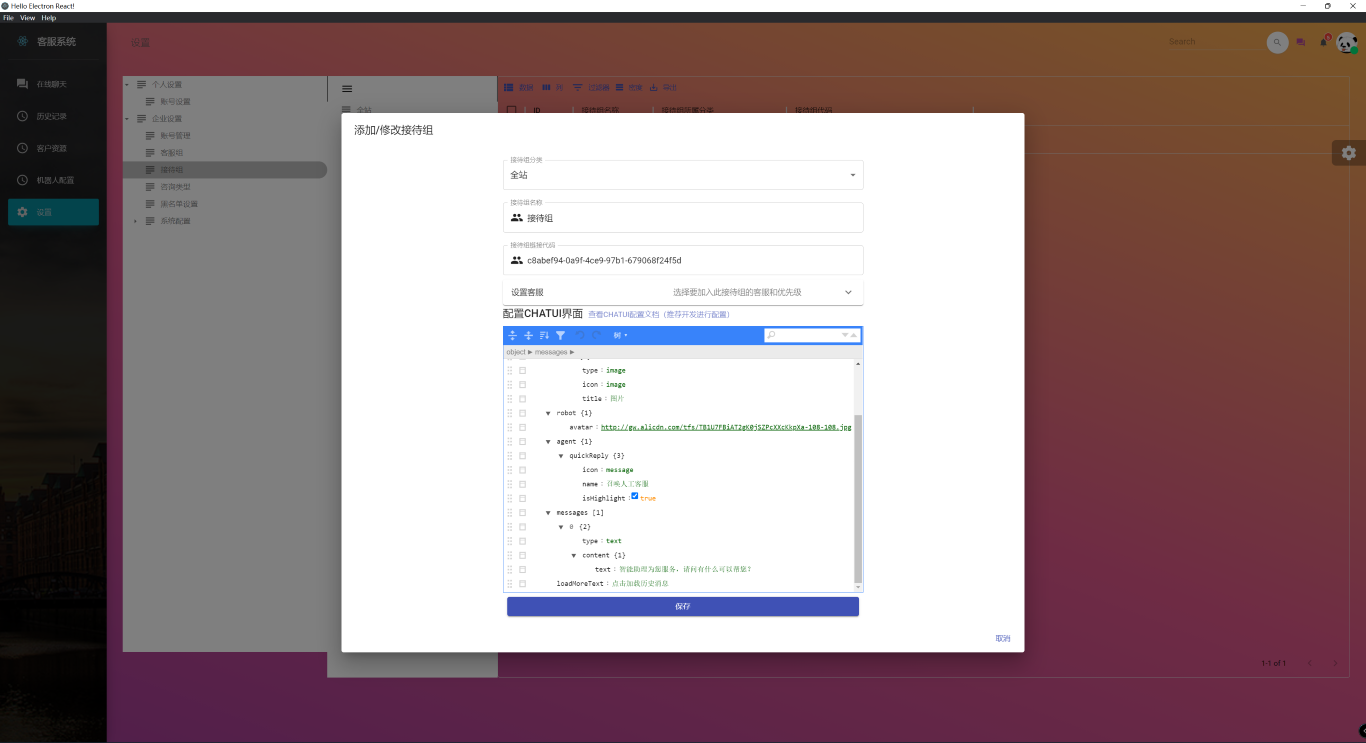 Hello Electron React!
File View Help
客服系统
设置
Search
在线聊天
历史记录
客户资源
机器人配置
设置
个人设置
账号设置
企业设置
账号管理
客服组
接待组
咨询类型
黑名单设置
系统配置
全站
ID
添加/修改接待组
接待组分类
全站
接待组名称
接待组
接待组链接代码
c8abef94-0a9f-4ce9-97b1-679068f24f5d
设置客服 选择要加入此接待组的客服和优先级
配置CHATUI界面 查看CHATUI配置文档（推荐开发进行配置）
树
object ▶ messages ▶
type : image
icon : image
title : 图片
robot {1}
avatar : http://gw.alicdn.com/tfs/TB1U7FBiAT2gK0jSZPcXXcKkpXa-108-108.jpg
agent {1}
quickReply {3}
icon : message
name : 召唤人工客服
isHighlight : true
messages [1]
0 {2}
type : text
content {1}
text : 智能助理为您服务，请问有什么可以帮您？
loadMoreText : 点击加载历史消息
保存
取消
1-1 of 1